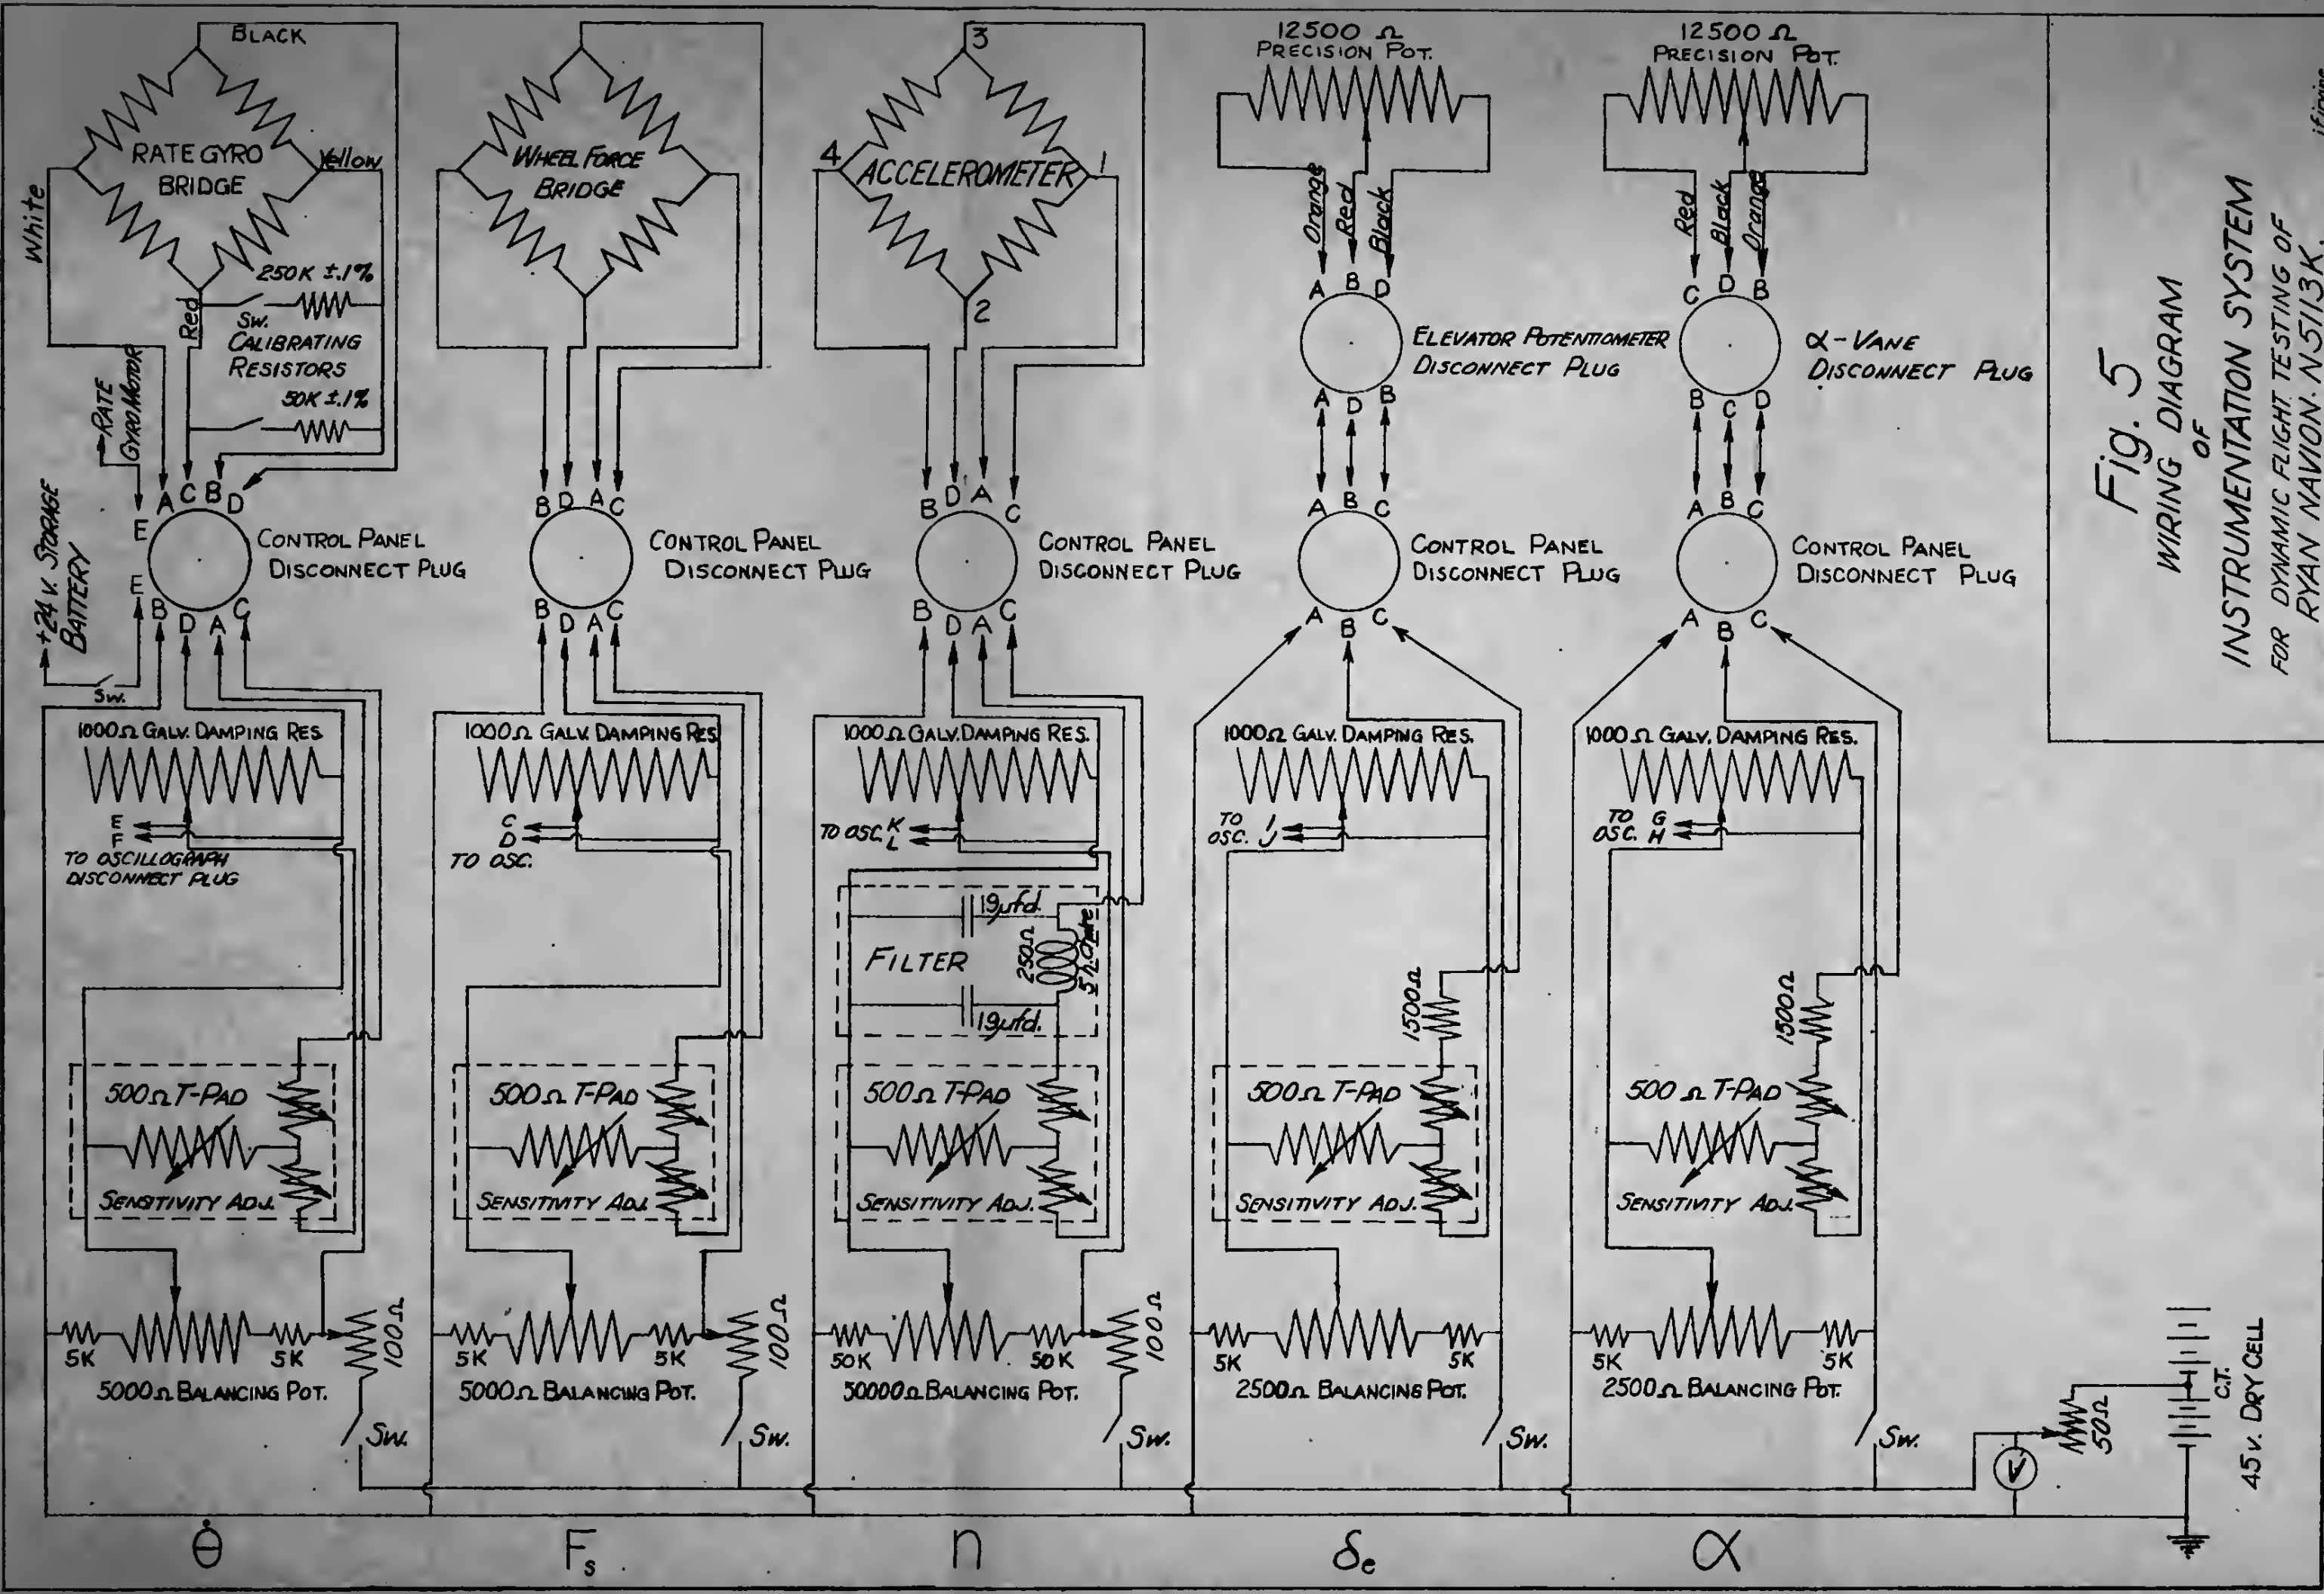 BLACK
RATE GYRO
BRIDGE
Yellow
White
Red
250K ±.1%
Sw.
CALIBRATING
RESISTORS
50K ±.1%
RATE
GYRO MOTOR
+24 V. STORAGE
BATTERY
A C B D
E
CONTROL PANEL
DISCONNECT PLUG
E
B D A C
Sw.
1000Ω GALV. DAMPING RES.
E
F
TO OSCILLOGRAPH
DISCONNECT PLUG
500Ω T-PAD
SENSITIVITY ADJ.
5K
5K
100Ω
5000Ω BALANCING POT.
Sw.
θ̇
WHEEL FORCE
BRIDGE
B D A C
CONTROL PANEL
DISCONNECT PLUG
B D A C
1000Ω GALV. DAMPING RES.
C
D
TO OSC.
500Ω T-PAD
SENSITIVITY ADJ.
5K
5K
100Ω
5000Ω BALANCING POT.
Sw.
Fs
3
4
ACCELEROMETER
1
2
B D A C
CONTROL PANEL
DISCONNECT PLUG
B D A C
1000Ω GALV. DAMPING RES.
TO OSC. K
L
19μfd.
FILTER
250Ω
19μfd.
500Ω T-PAD
SENSITIVITY ADJ.
50K
50K
100Ω
50000Ω BALANCING POT.
Sw.
n
12500 Ω
PRECISION POT.
Orange
Red
Black
A B D
ELEVATOR POTENTIOMETER
DISCONNECT PLUG
A D B
A B C
CONTROL PANEL
DISCONNECT PLUG
A B C
1000Ω GALV. DAMPING RES.
TO I
OSC. J
1500Ω
500Ω T-PAD
SENSITIVITY ADJ.
5K
5K
2500Ω BALANCING POT.
Sw.
δe
12500 Ω
PRECISION POT.
Red
Black
Orange
C D B
α-VANE
DISCONNECT PLUG
B C D
A B C
CONTROL PANEL
DISCONNECT PLUG
A B C
1000Ω GALV. DAMPING RES.
TO G
OSC. H
1500Ω
500 Ω T-PAD
SENSITIVITY ADJ.
5K
5K
2500Ω BALANCING POT.
Sw.
α
V
50Ω
C.T.
45 V. DRY CELL
Fig. 5
WIRING DIAGRAM
OF
INSTRUMENTATION SYSTEM
FOR DYNAMIC FLIGHT TESTING OF
RYAN NAVION. N5113K.